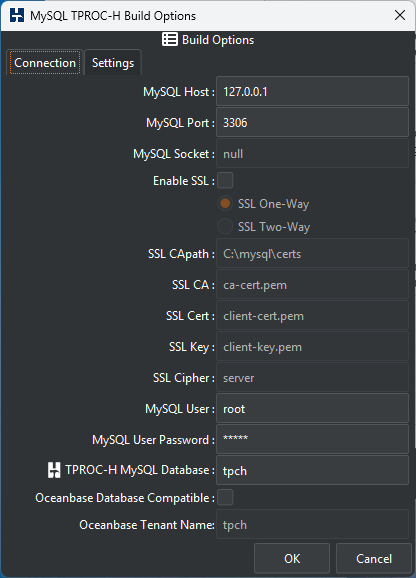 MySQL TPROC-H Build Options
Build Options
Connection Settings
MySQL Host : 127.0.0.1
MySQL Port : 3306
MySQL Socket : null
Enable SSL :
SSL One-Way
SSL Two-Way
SSL CApath : C:\mysql\certs
SSL CA : ca-cert.pem
SSL Cert : client-cert.pem
SSL Key : client-key.pem
SSL Cipher : server
MySQL User : root
MySQL User Password : *****
TPROC-H MySQL Database : tpch
Oceanbase Database Compatible :
Oceanbase Tenant Name: tpch
OK Cancel